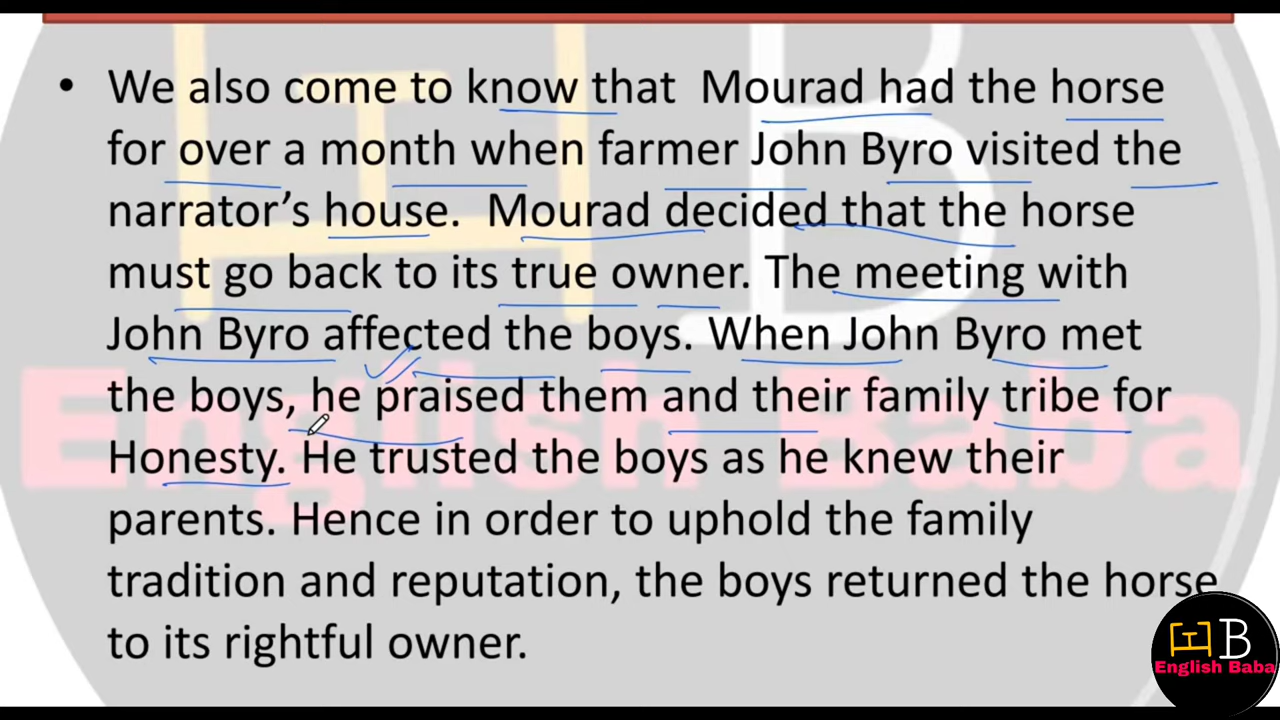 • We also come to know that Mourad had the horse
for over a month when farmer John Byro visited the
narrator's house. Mourad decided that the horse
must go back to its true owner. The meeting with
John Byro affected the boys. When John Byro met
the boys, he praised them and their family tribe for
Honesty. He trusted the boys as he knew their
parents. Hence in order to uphold the family
tradition and reputation, the boys returned the horse
to its rightful owner.
English Baba
B
English Baba